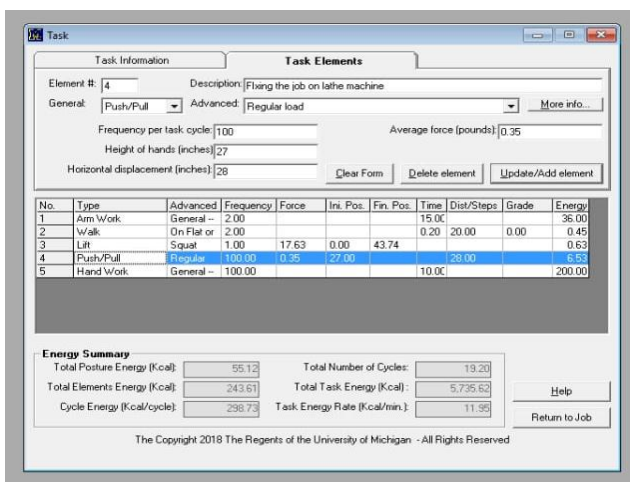 Task
Task Information Task Elements
Element #: 4 Description: FIxing the job on lathe machine
General: Push/Pull Advanced: Regular load More info...
Frequency per task cycle: 100 Average force (pounds): 0.35
Height of hands (inches) 27
Horizontal displacement (inches): 28 Clear Form Delete element Update/Add element
No. Type Advanced Frequency Force Ini. Pos. Fin. Pos. Time Dist/Steps Grade Energy
1 Arm Work General -- 2.00 15.00 36.00
2 Walk On Flat or 2.00 0.20 20.00 0.00 0.45
3 Lift Squat 1.00 17.63 0.00 43.74 0.63
4 Push/Pull Regular 100.00 0.35 27.00 28.00 6.53
5 Hand Work General -- 100.00 10.00 200.00
Energy Summary
Total Posture Energy (Kcal): 55.12 Total Number of Cycles: 19.20
Total Elements Energy (Kcal): 243.61 Total Task Energy (Kcal) : 5,735.62 Help
Cycle Energy (Kcal/cycle): 298.73 Task Energy Rate (Kcal/min.): 11.95 Return to Job
The Copyright 2018 The Regents of the University of Michigan - All Rights Reserved